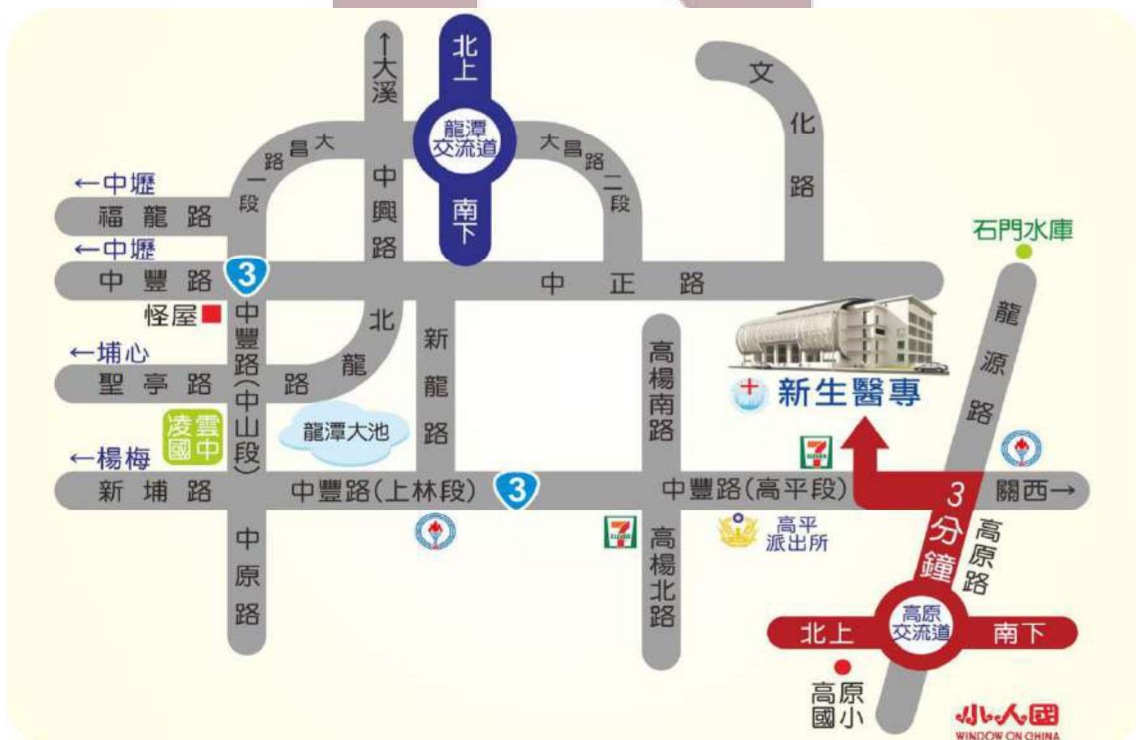 ↑大溪
北上
龍潭
交流道
南下
大昌路一段
大昌路二段
文化路
←中壢
福龍路
中興路
←中壢
中豐路
3
中正路
石門水庫
怪屋
中豐路(中山段)
北龍路
新龍路
高楊南路
龍源路
←埔心
聖亭路
新生醫專
凌雲
國中
龍潭大池
←楊梅
新埔路
中豐路(上林段)
3
中豐路(高平段)
7
ELEVEN
關西→
3分鐘
高原路
中原路
7
ELEVEN
高楊北路
高平
派出所
高原
交流道
北上
南下
高原
國小
小人國
WINDOW ON CHINA